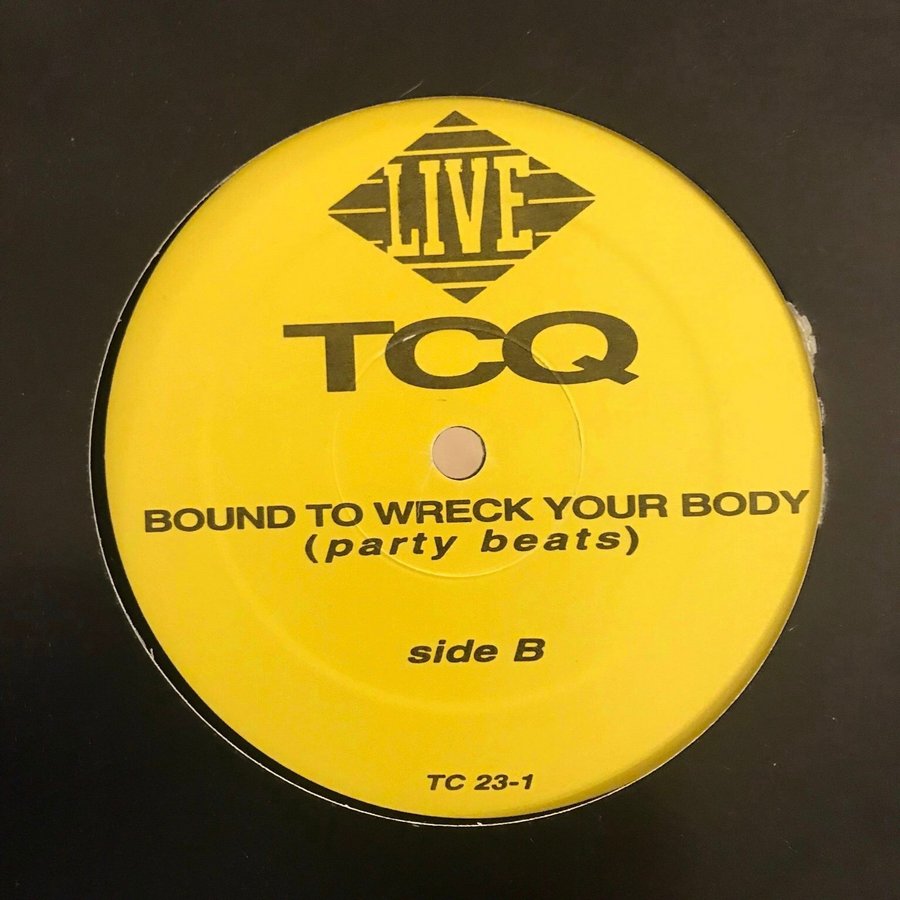 LIVE
TCQ
BOUND TO WRECK YOUR BODY
(party beats)
side B
TC 23-1